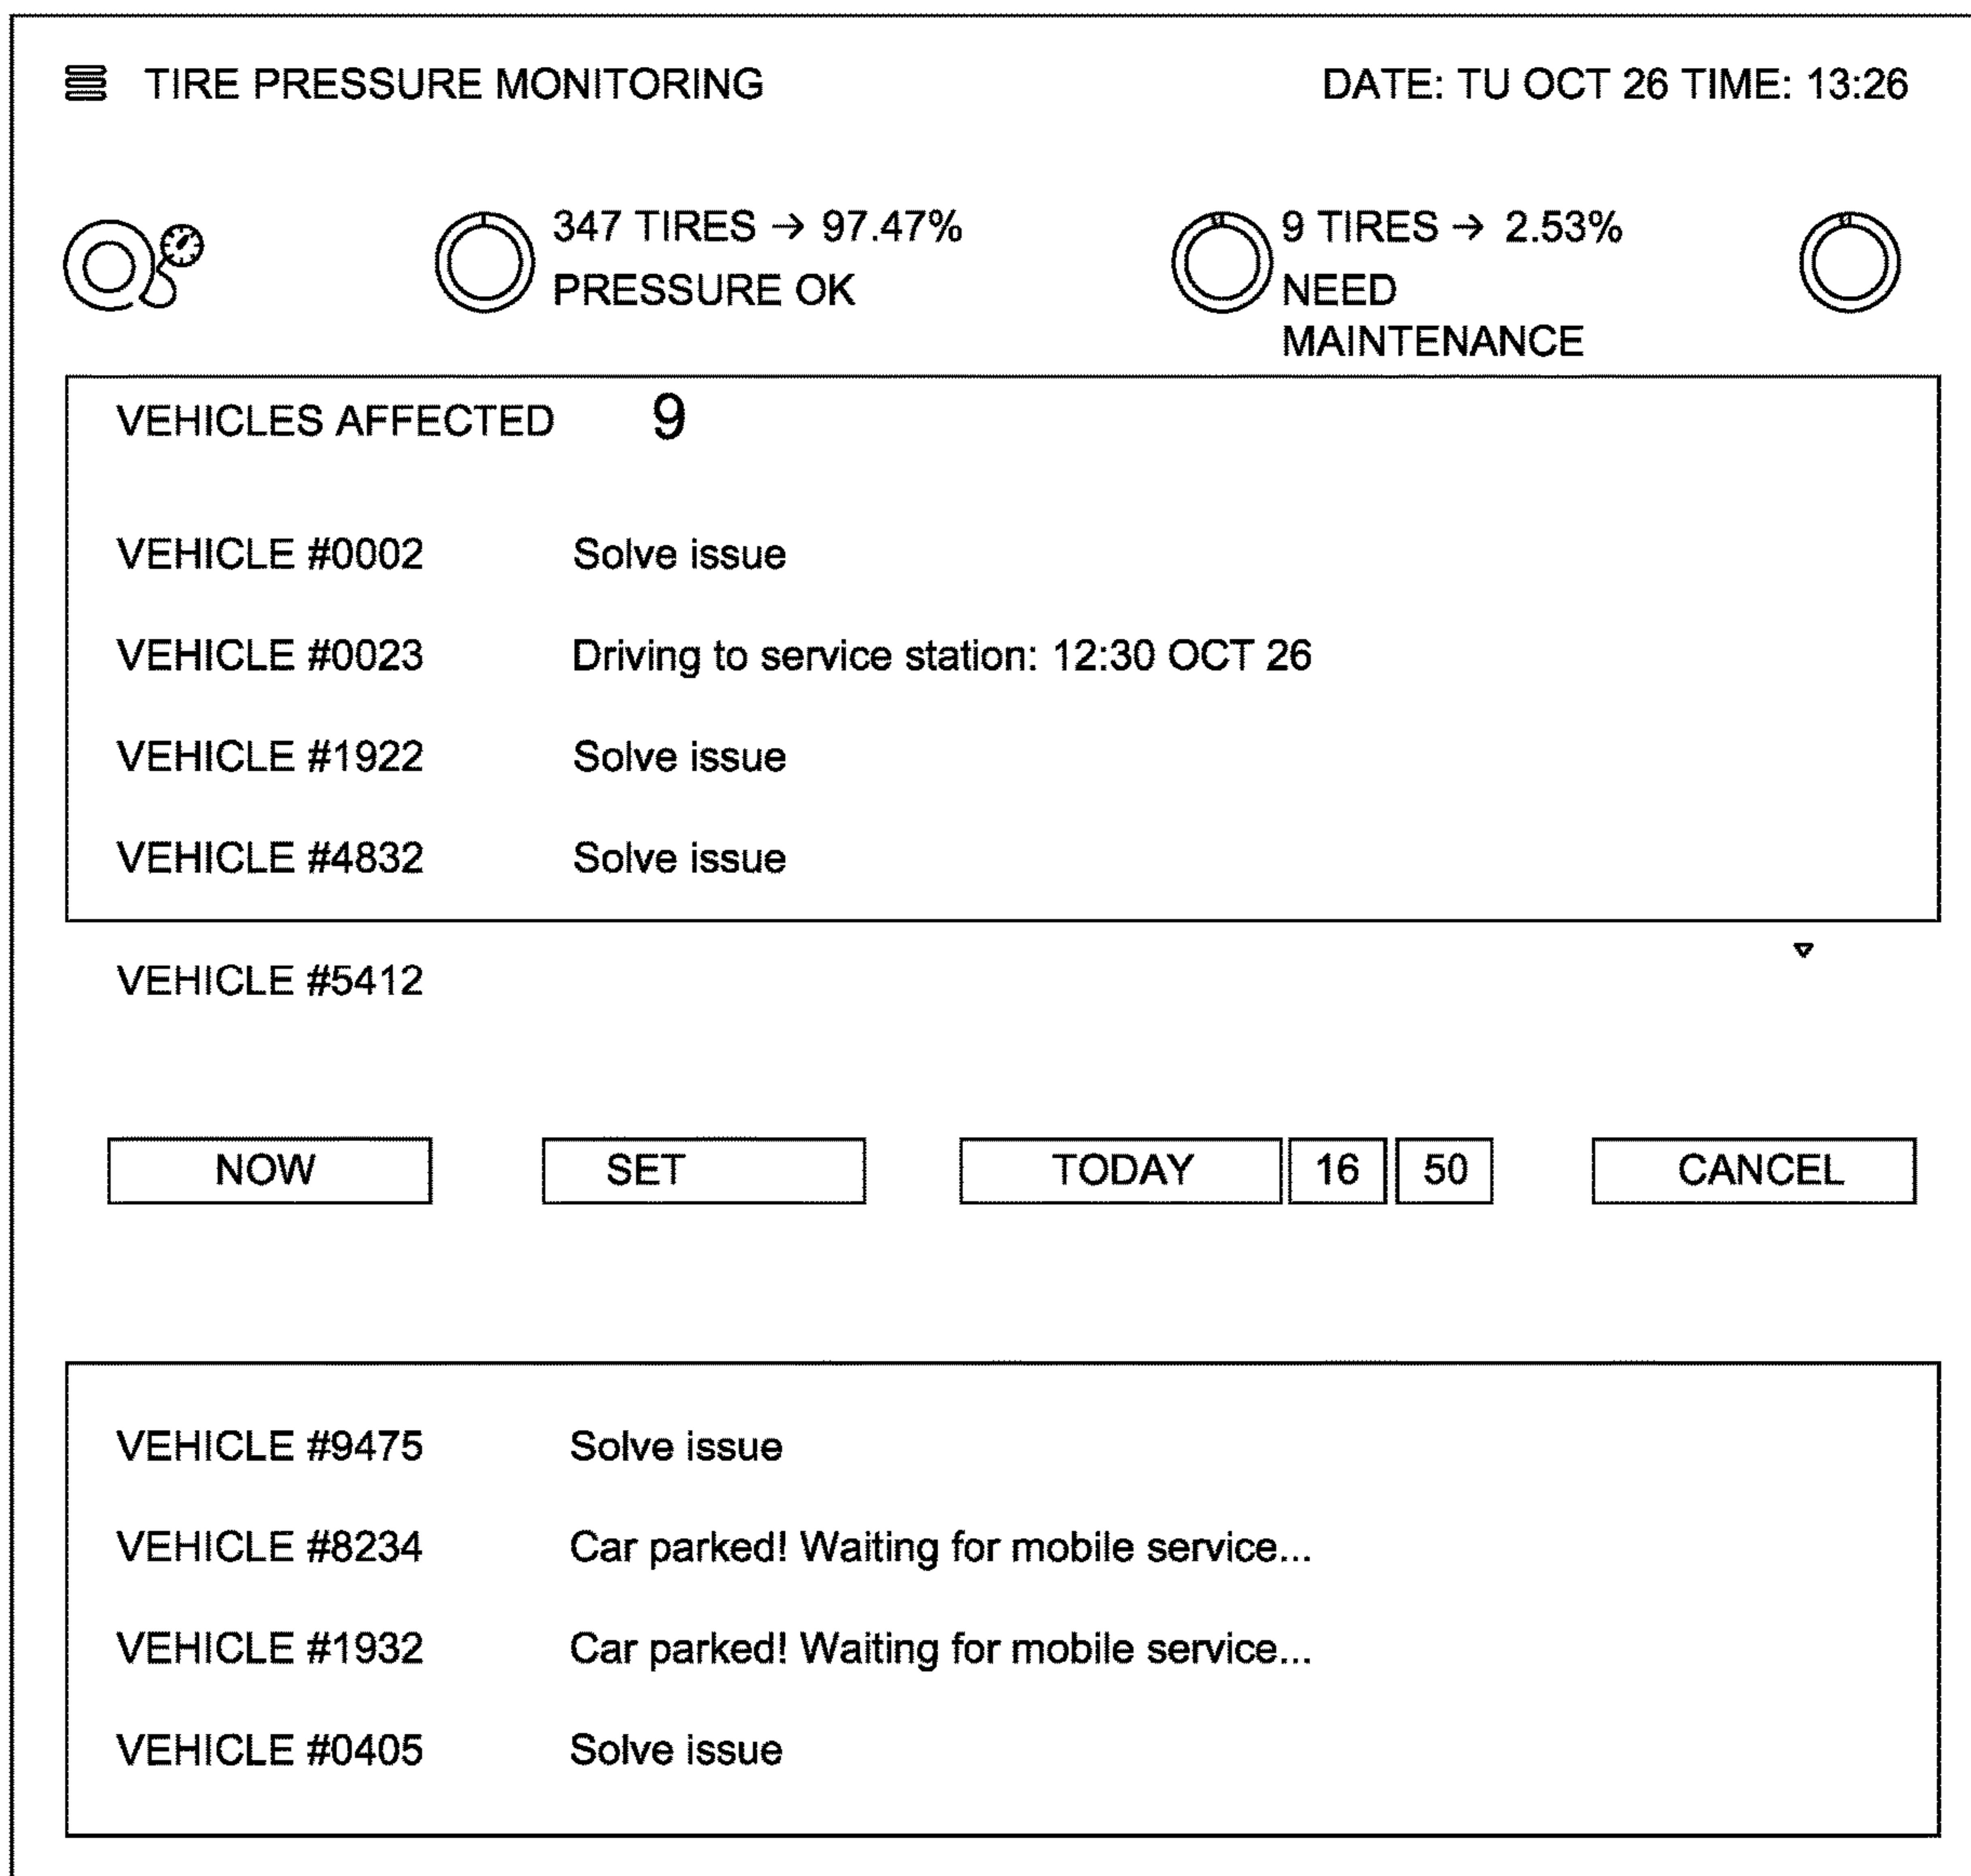 TIRE PRESSURE MONITORING DATE: TU OCT 26 TIME: 13:26
347 TIRES → 97.47% 9 TIRES → 2.53%
PRESSURE OK NEED
MAINTENANCE
VEHICLES AFFECTED 9
VEHICLE #0002 Solve issue
VEHICLE #0023 Driving to service station: 12:30 OCT 26
VEHICLE #1922 Solve issue
VEHICLE #4832 Solve issue
VEHICLE #5412
NOW SET TODAY 16 50 CANCEL
VEHICLE #9475 Solve issue
VEHICLE #8234 Car parked! Waiting for mobile service...
VEHICLE #1932 Car parked! Waiting for mobile service...
VEHICLE #0405 Solve issue